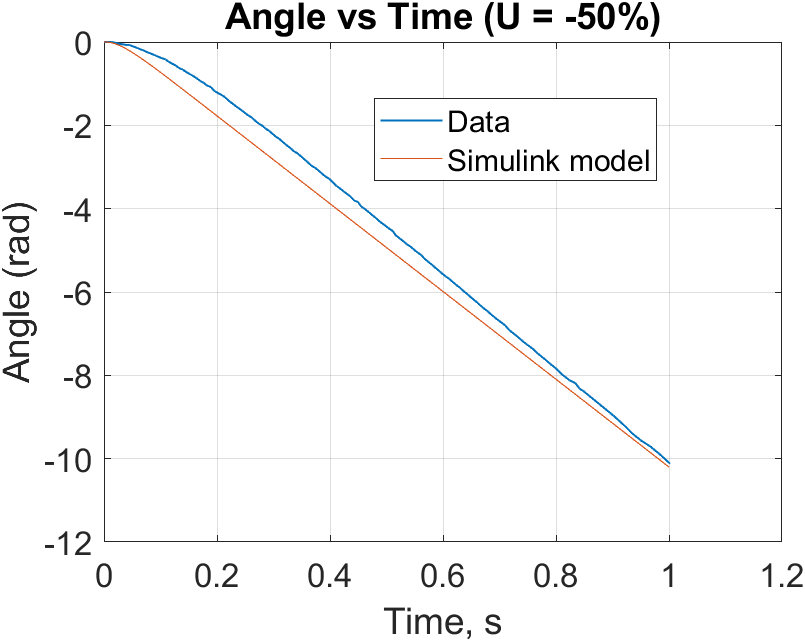 Angle vs Time (U = -50%)
0
-2
-4
-6
-8
-10
-12
Angle (rad)
Data
Simulink model
0 0.2 0.4 0.6 0.8 1 1.2
Time, s